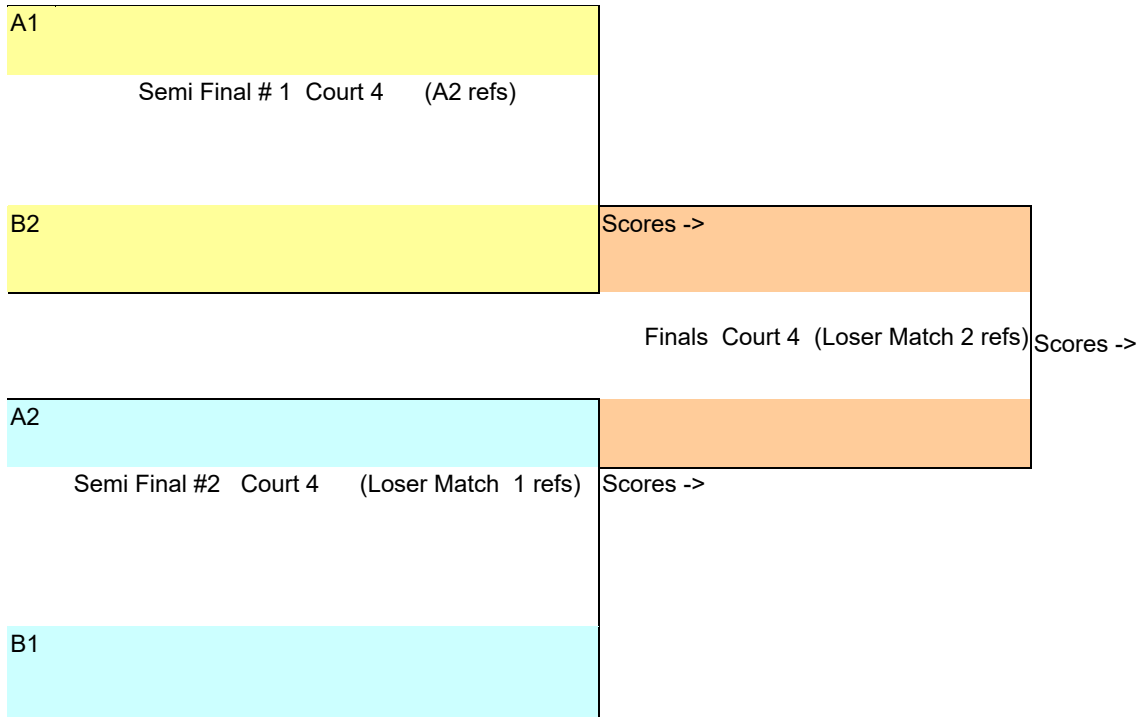 A1
Semi Final # 1 Court 4 (A2 refs)
B2
Scores ->
Finals Court 4 (Loser Match 2 refs)
Scores ->
A2
Semi Final #2 Court 4 (Loser Match 1 refs)
Scores ->
B1